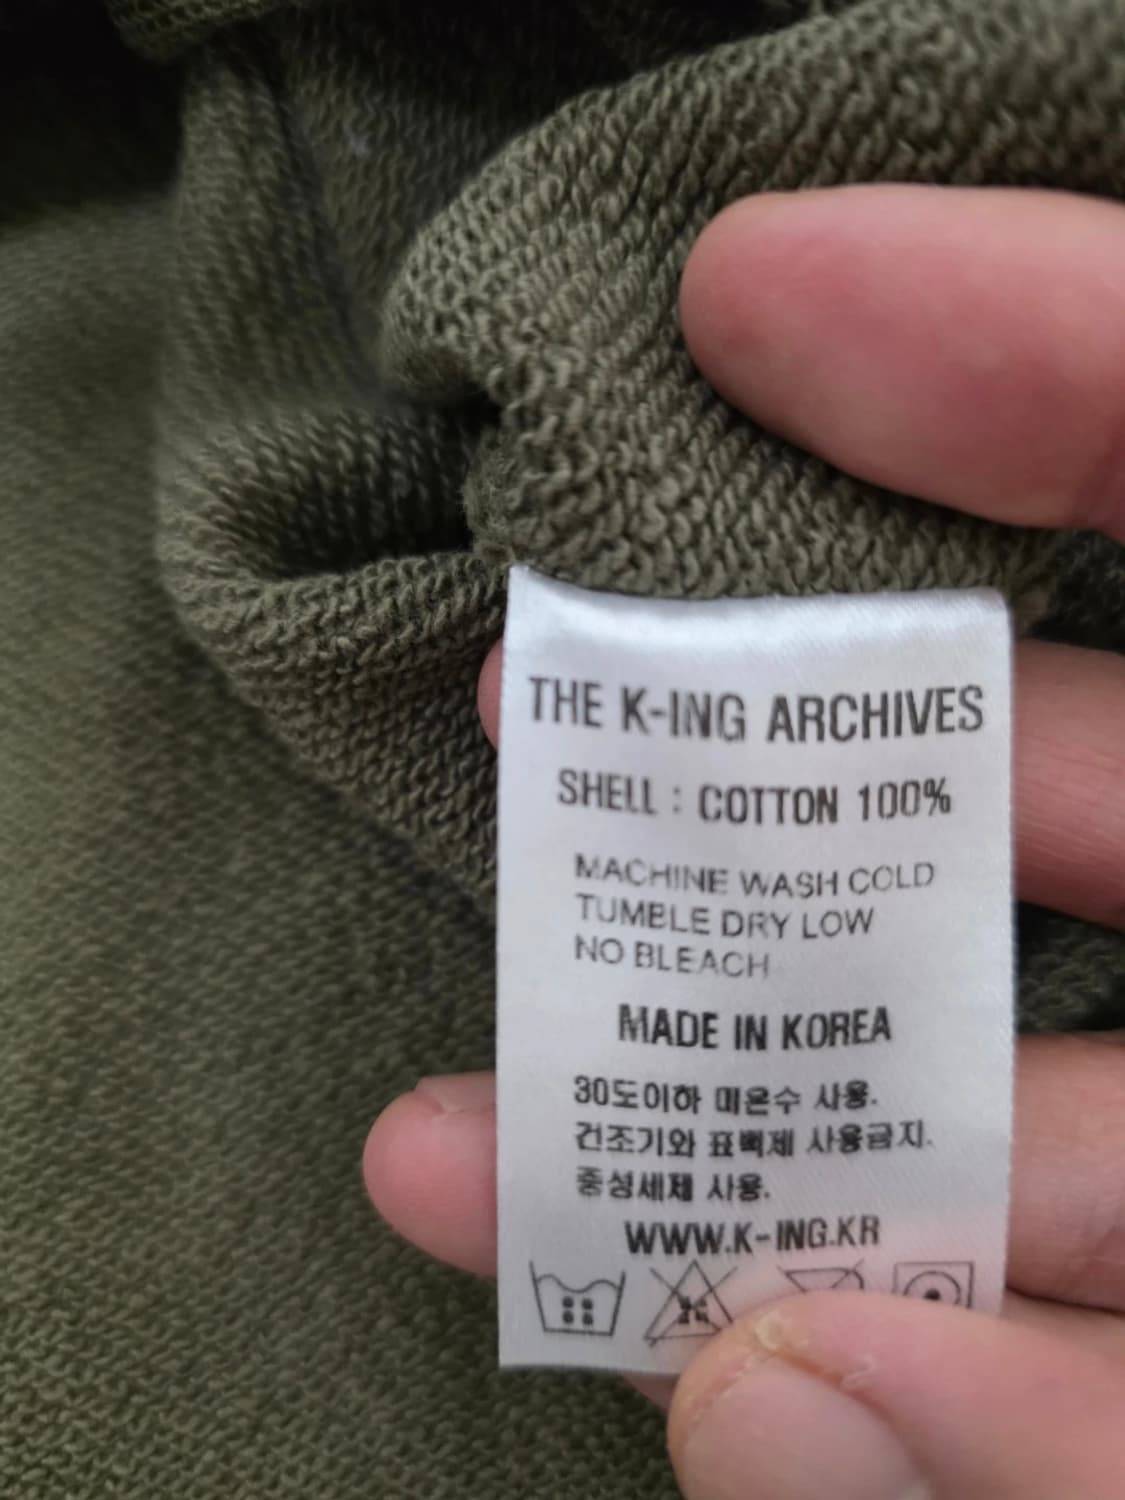 THE K-ING ARCHIVES
SHELL : COTTON 100%
MACHINE WASH COLD
TUMBLE DRY LOW
NO BLEACH
MADE IN KOREA
30도이하 미온수 사용.
건조기와 표백제 사용금지.
중성세제 사용.
WWW.K-ING.KR